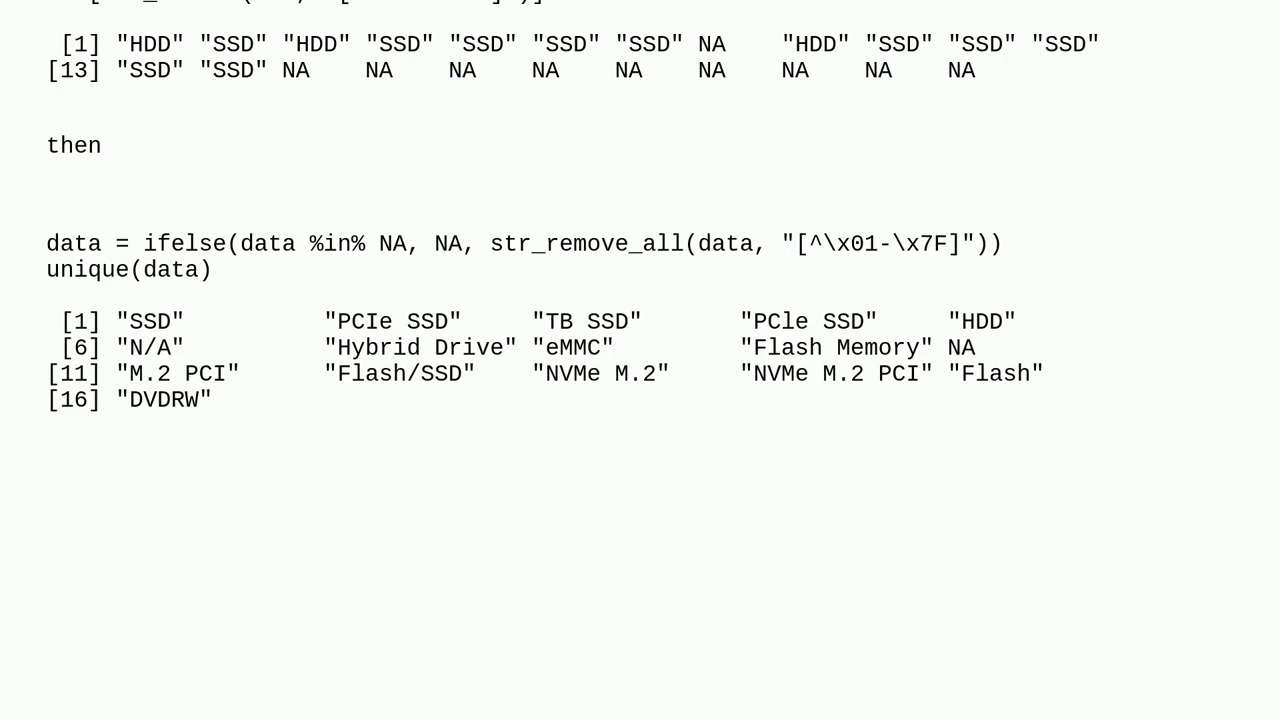 [1] "HDD" "SSD" "HDD" "SSD" "SSD" "SSD" "SSD" NA "HDD" "SSD" "SSD" "SSD"
[13] "SSD" "SSD" NA NA NA NA NA NA NA NA NA
then
data = ifelse(data %in% NA, NA, str_remove_all(data, "[^\x01-\x7F]"))
unique(data)
[1] "SSD" "PCIe SSD" "TB SSD" "PCle SSD" "HDD"
[6] "N/A" "Hybrid Drive" "eMMC" "Flash Memory" NA
[11] "M.2 PCI" "Flash/SSD" "NVMe M.2" "NVMe M.2 PCI" "Flash"
[16] "DVDRW"